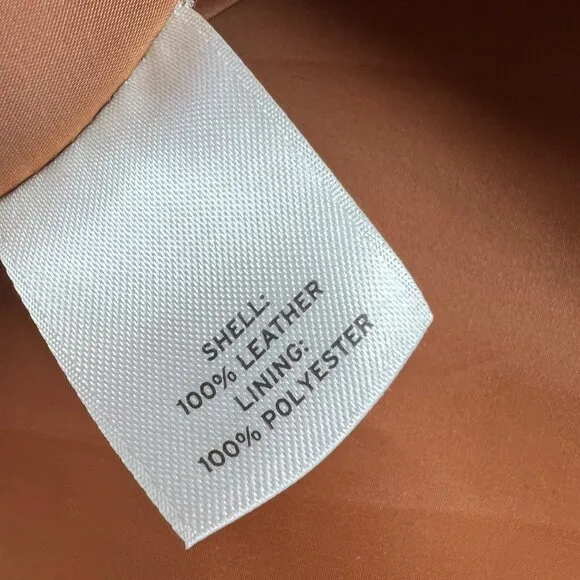 SHELL:
100% LEATHER
LINING:
100% POLYESTER